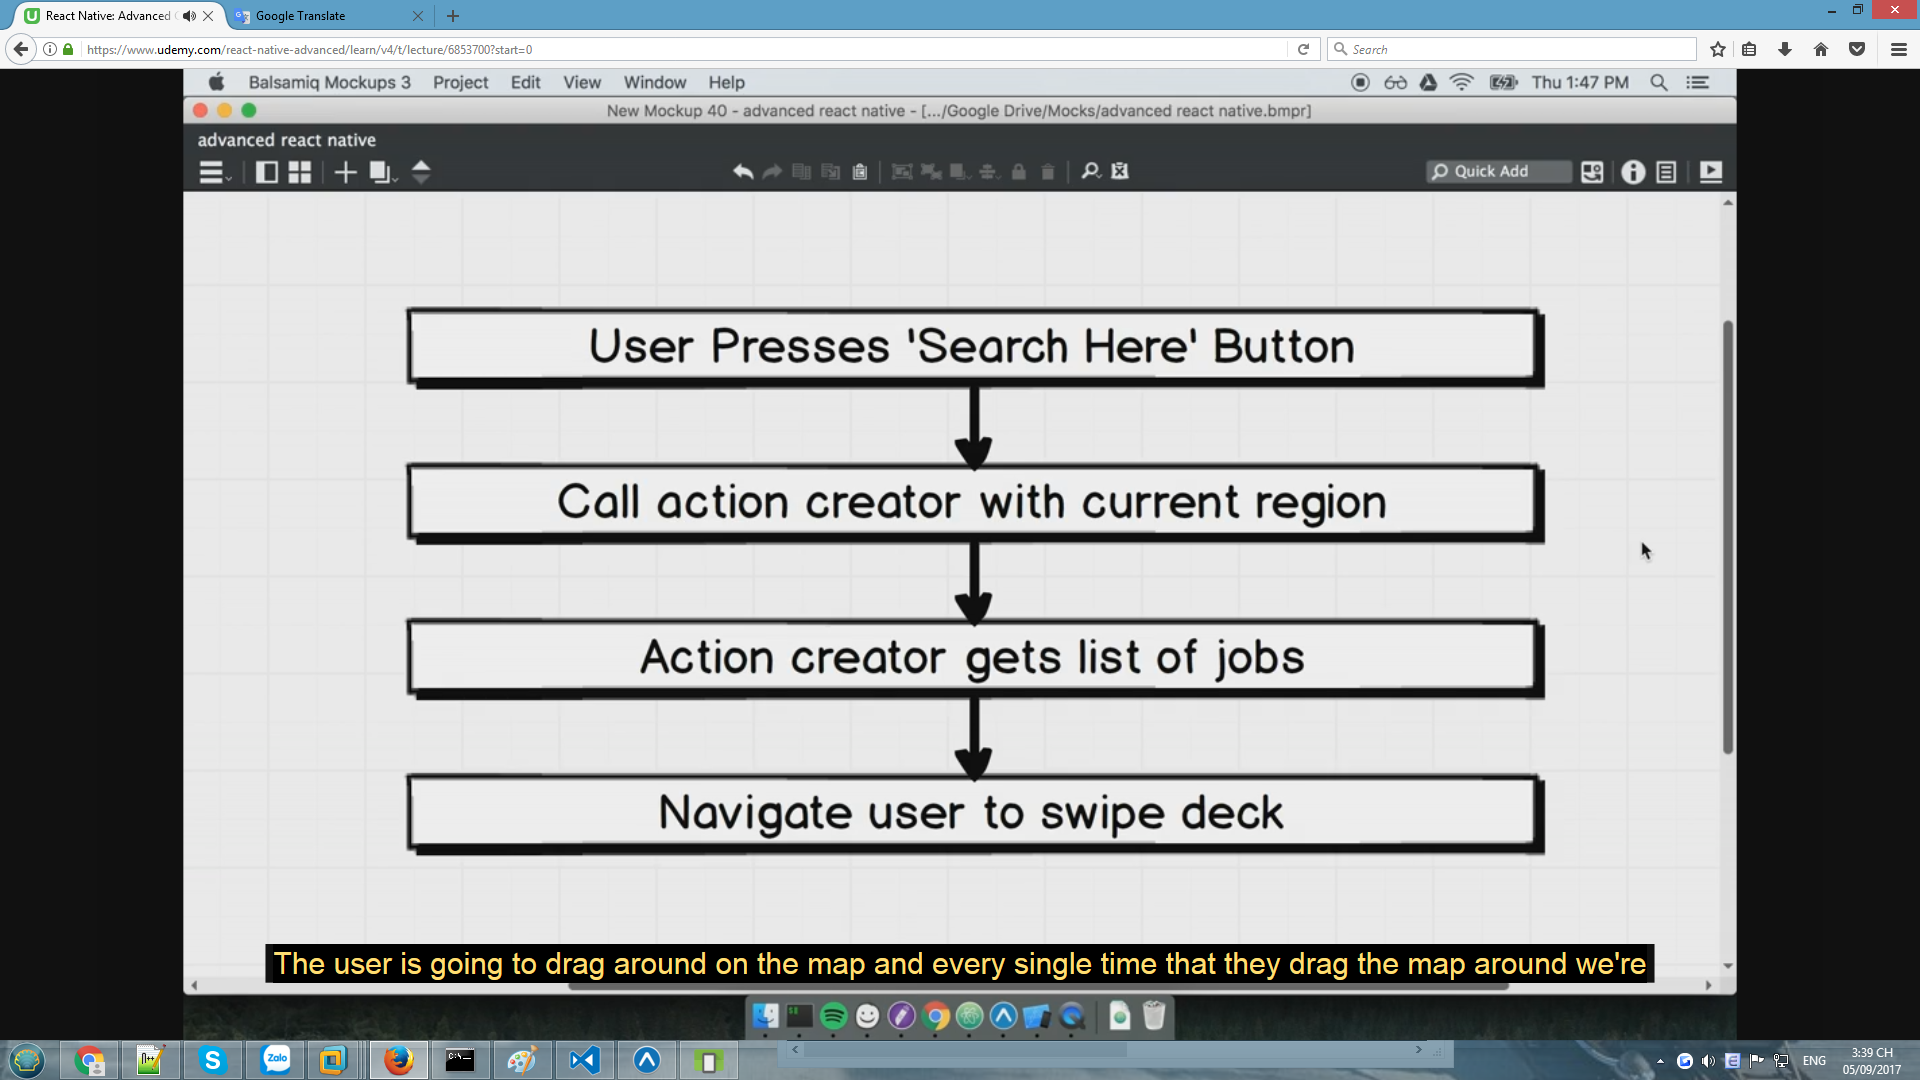 React Native: Advanced
Google Translate
https://www.udemy.com/react-native-advanced/learn/v4/t/lecture/6853700?start=0
Search
Balsamiq Mockups 3 Project Edit View Window Help
Thu 1:47 PM
New Mockup 40 - advanced react native - [.../Google Drive/Mocks/advanced react native.bmpr]
advanced react native
Quick Add
User Presses 'Search Here' Button
Call action creator with current region
Action creator gets list of jobs
Navigate user to swipe deck
The user is going to drag around on the map and every single time that they drag the map around we're
Zalo
ENG
3:39 CH
05/09/2017